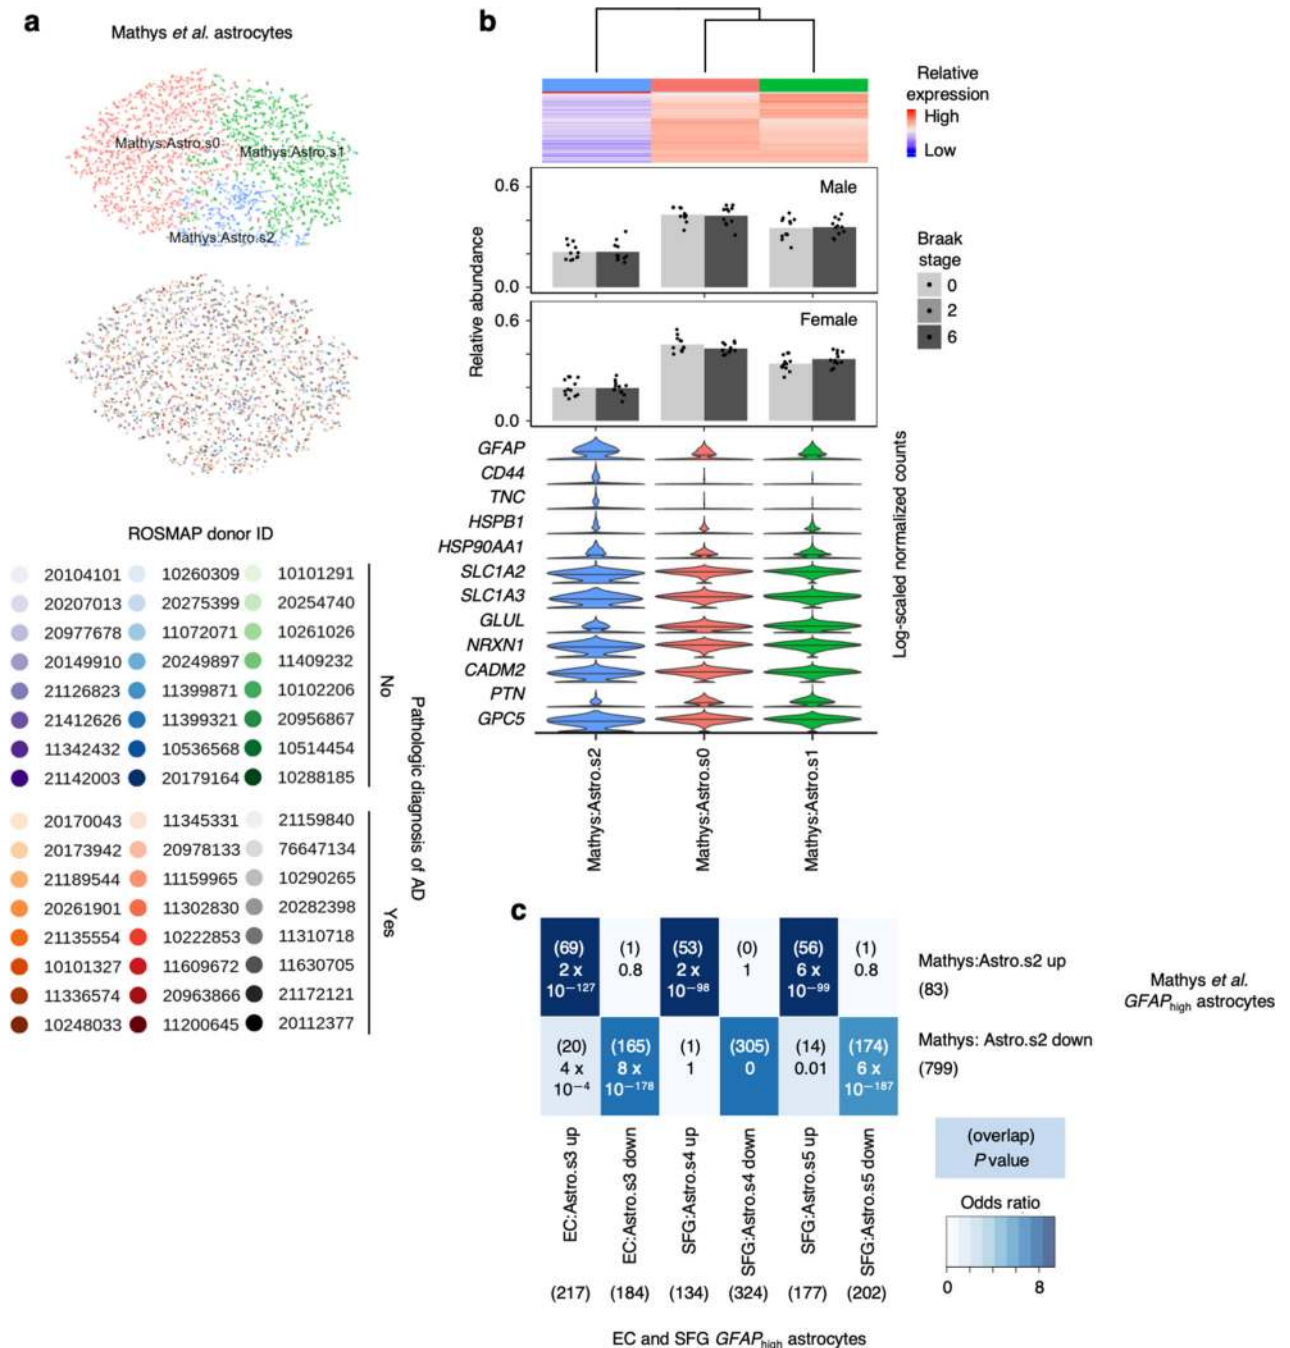 a
Mathys et al. astrocytes
Mathys:Astro.s0
Mathys:Astro.s1
Mathys:Astro.s2
ROSMAP donor ID
20104101 10260309 10101291
20207013 20275399 20254740
20977678 11072071 10261026
20149910 20249897 11409232
21126823 11399871 10102206
21412626 11399321 20956867
11342432 10536568 10514454
21142003 20179164 10288185
No
20170043 11345331 21159840
20173942 20978133 76647134
21189544 11159965 10290265
20261901 11302830 20282398
21135554 10222853 11310718
10101327 11609672 11630705
11336574 20963866 21172121
10248033 11200645 20112377
Yes
Pathologic diagnosis of AD
b
Relative
expression
High
Low
Relative abundance
0.6
Male
0.0
0.6
Female
0.0
Braak
stage
0
2
6
GFAP
CD44
TNC
HSPB1
HSP90AA1
SLC1A2
SLC1A3
GLUL
NRXN1
CADM2
PTN
GPC5
Log-scaled normalized counts
Mathys:Astro.s2
Mathys:Astro.s0
Mathys:Astro.s1
c
(69) (1) (53) (0) (56) (1)
2 x 0.8 2 x 1 6 x 0.8
10−127 10−98 10−99
Mathys:Astro.s2 up
(83)
(20) (165) (1) (305) (14) (174)
4 x 8 x 1 0 0.01 6 x
10−4 10−178 10−187
Mathys: Astro.s2 down
(799)
Mathys et al.
GFAPhigh astrocytes
EC:Astro.s3 up
EC:Astro.s3 down
SFG:Astro.s4 up
SFG:Astro.s4 down
SFG:Astro.s5 up
SFG:Astro.s5 down
(217) (184) (134) (324) (177) (202)
EC and SFG GFAPhigh astrocytes
(overlap)
P value
Odds ratio
0 8